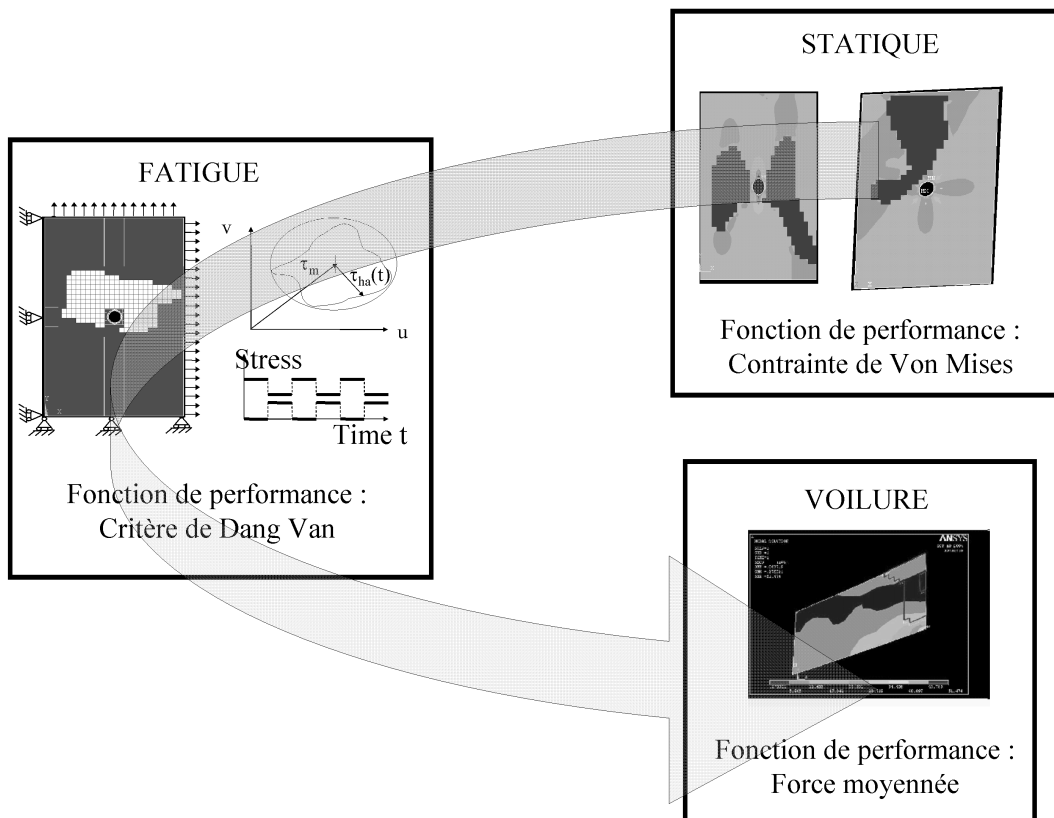 STATIQUE
Fonction de performance :
Contrainte de Von Mises
FATIGUE
v
τm
τha(t)
u
Stress
Time t
Fonction de performance :
Critère de Dang Van
VOILURE
ANSYS
Fonction de performance :
Force moyennée